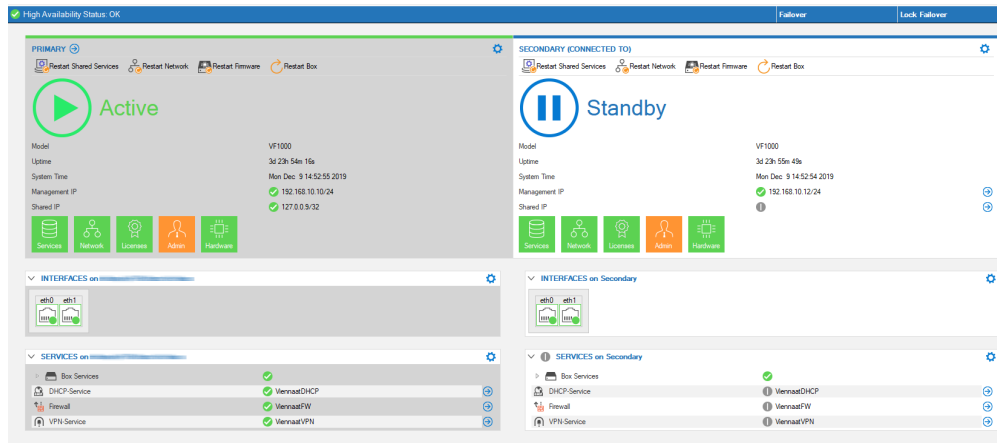 High Availability Status: OK
Failover
Lock Failover
PRIMARY
Restart Shared Services Restart Network Restart Firmware Restart Box
Active
Model VF1000
Uptime 3d 23h 54m 16s
System Time Mon Dec 9 14:52:55 2019
Management IP 192.168.10.10/24
Shared IP 127.0.0.9/32
Services Network Licenses Admin Hardware
SECONDARY (CONNECTED TO)
Restart Shared Services Restart Network Restart Firmware Restart Box
Standby
Model VF1000
Uptime 3d 23h 55m 49s
System Time Mon Dec 9 14:52:54 2019
Management IP 192.168.10.12/24
Shared IP
Services Network Licenses Admin Hardware
INTERFACES on
eth0 eth1
INTERFACES on Secondary
eth0 eth1
SERVICES on
Box Services
DHCP-Service ViennaatDHCP
Firewall ViennaatFW
VPN-Service ViennaatVPN
SERVICES on Secondary
Box Services
DHCP-Service ViennaatDHCP
Firewall ViennaatFW
VPN-Service ViennaatVPN